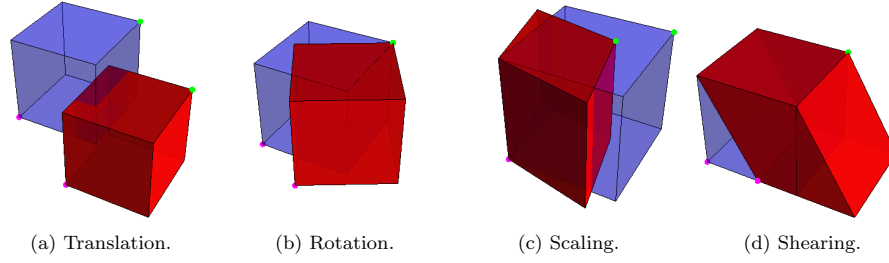 (a) Translation.
(b) Rotation.
(c) Scaling.
(d) Shearing.